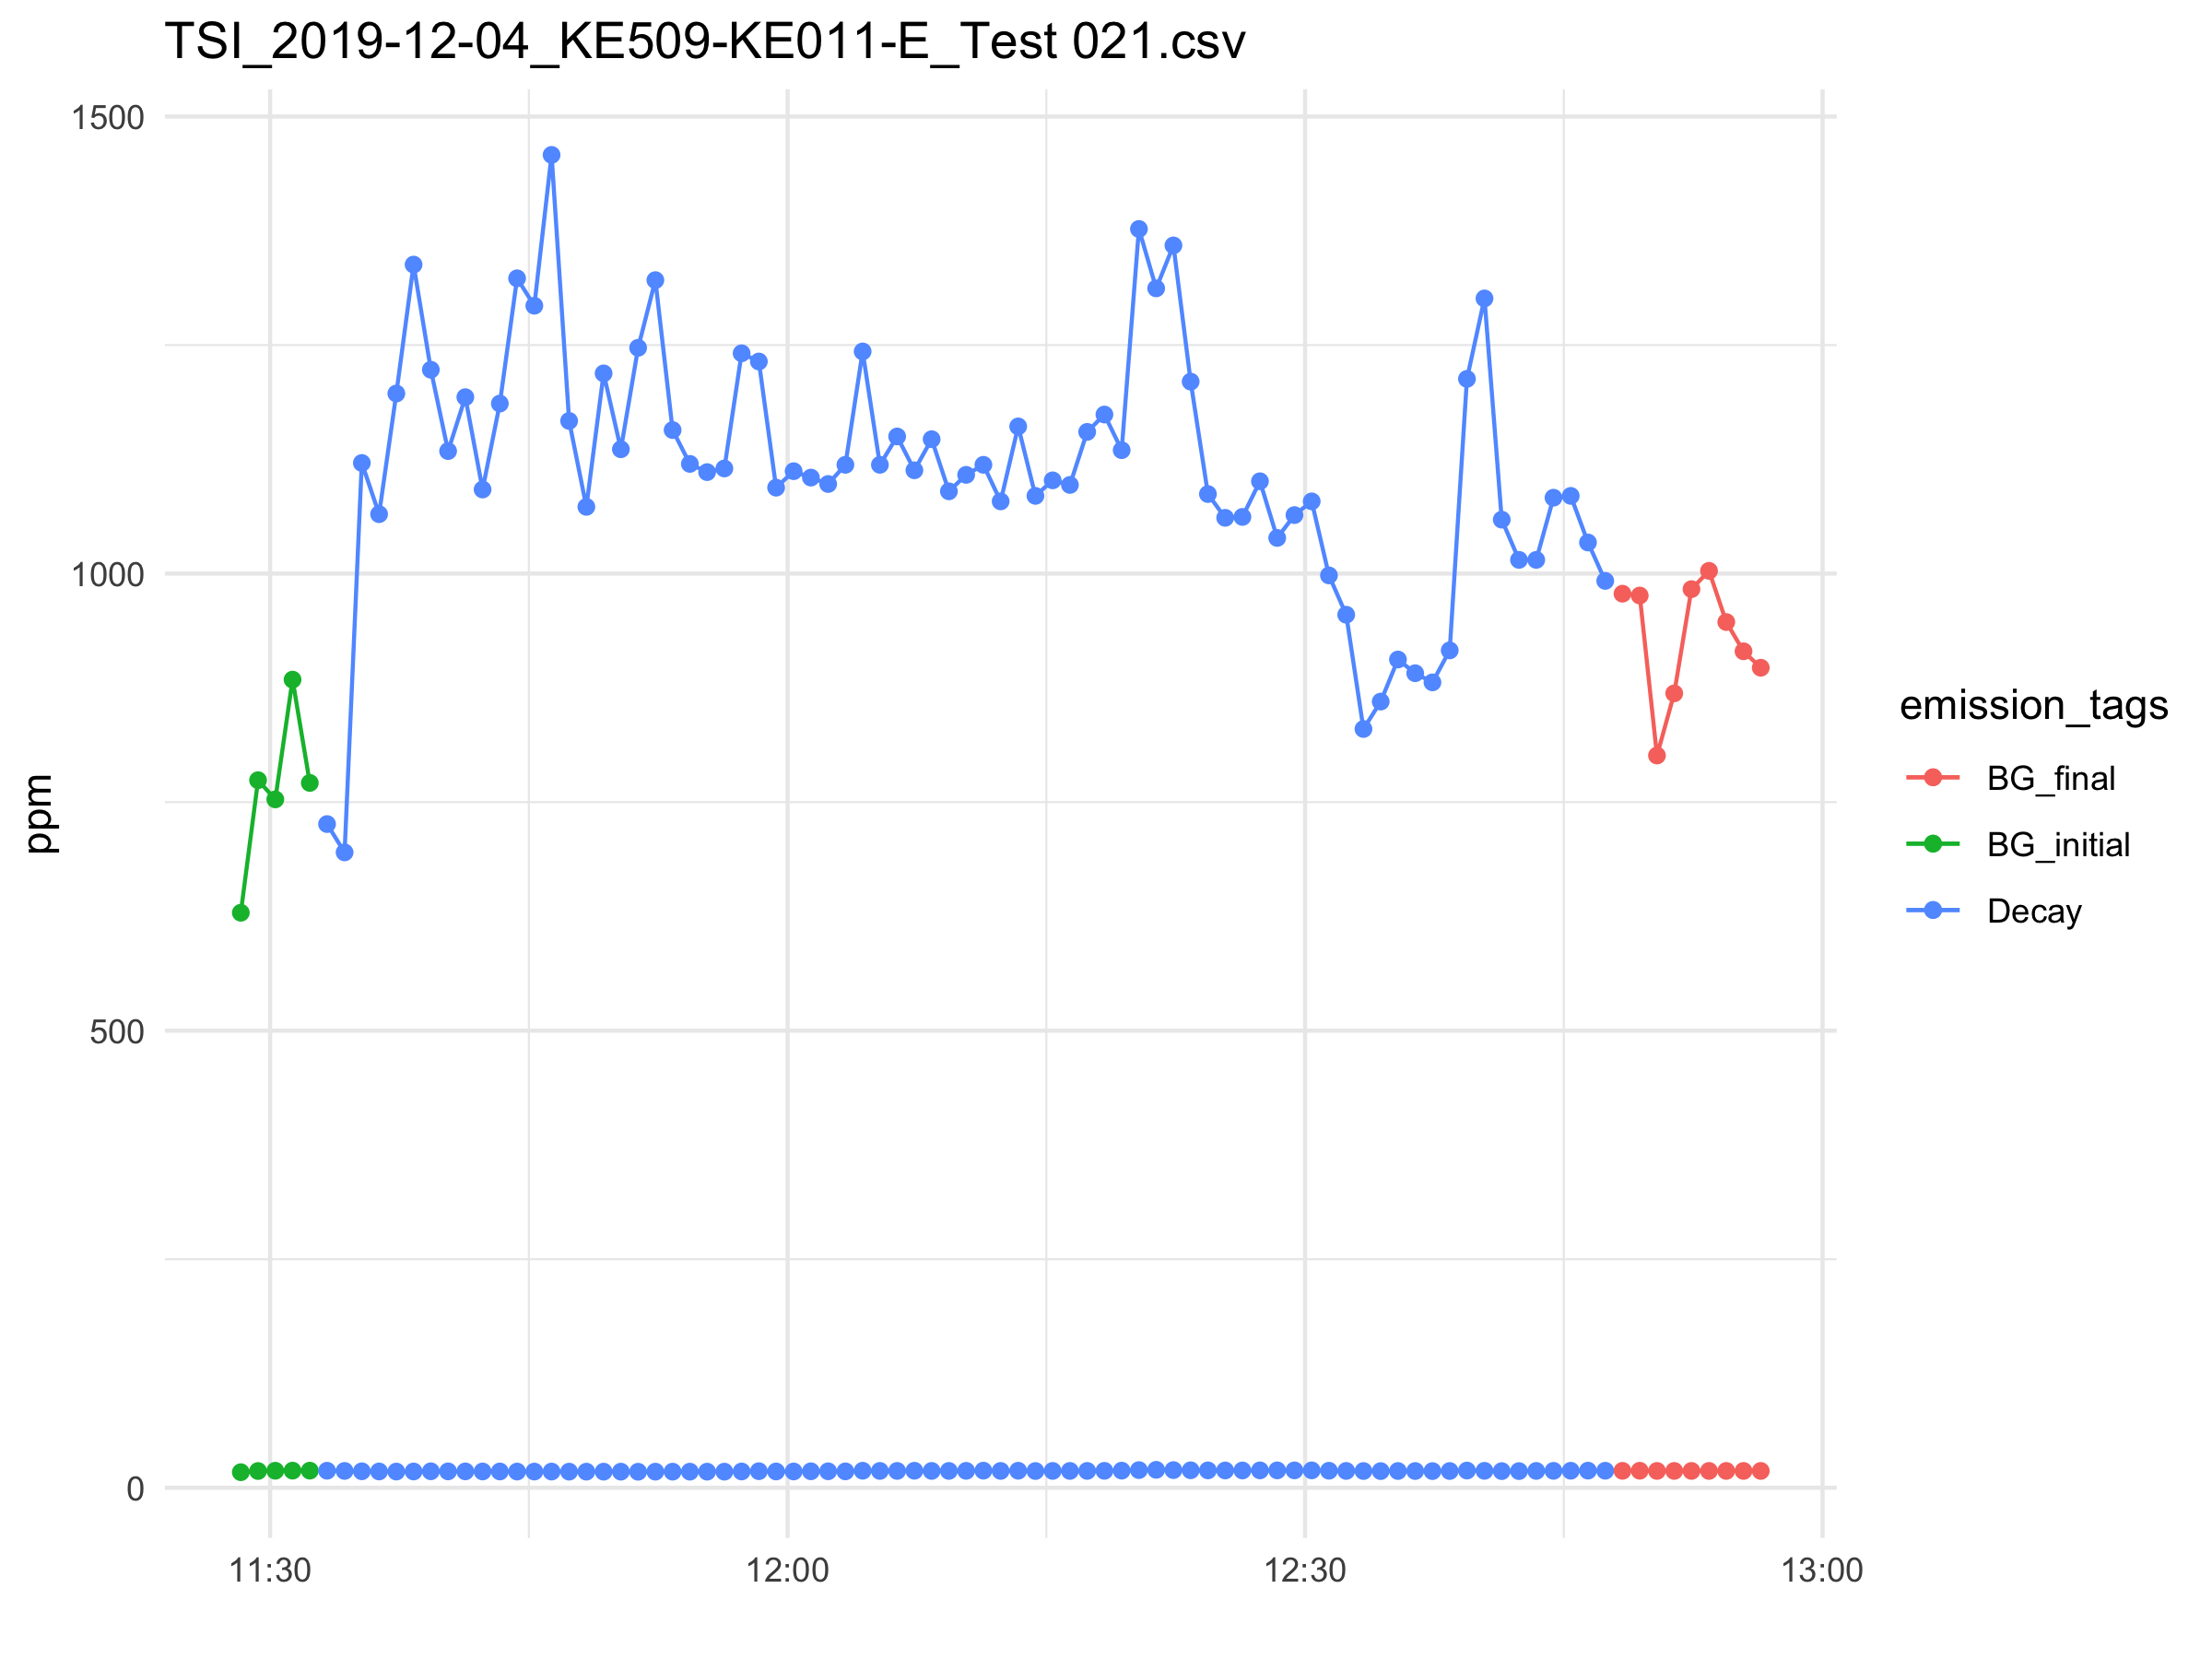 TSI_2019-12-04_KE509-KE011-E_Test 021.csv
1500
1000
500
0
ppm
11:30
12:00
12:30
13:00
emission_tags
BG_final
BG_initial
Decay